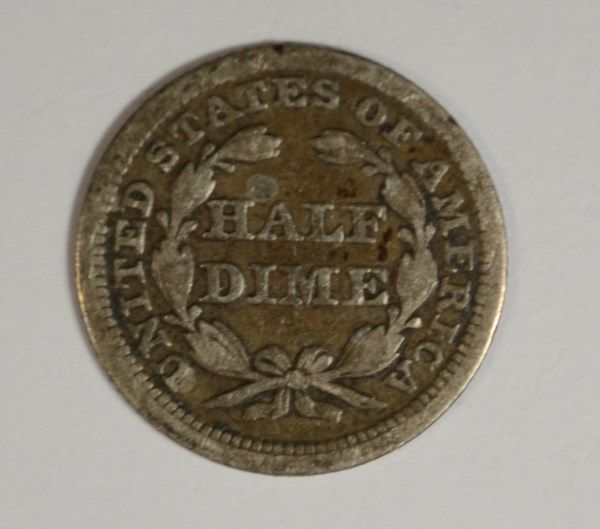 UNITED STATES OF AMERICA
HALF
DIME